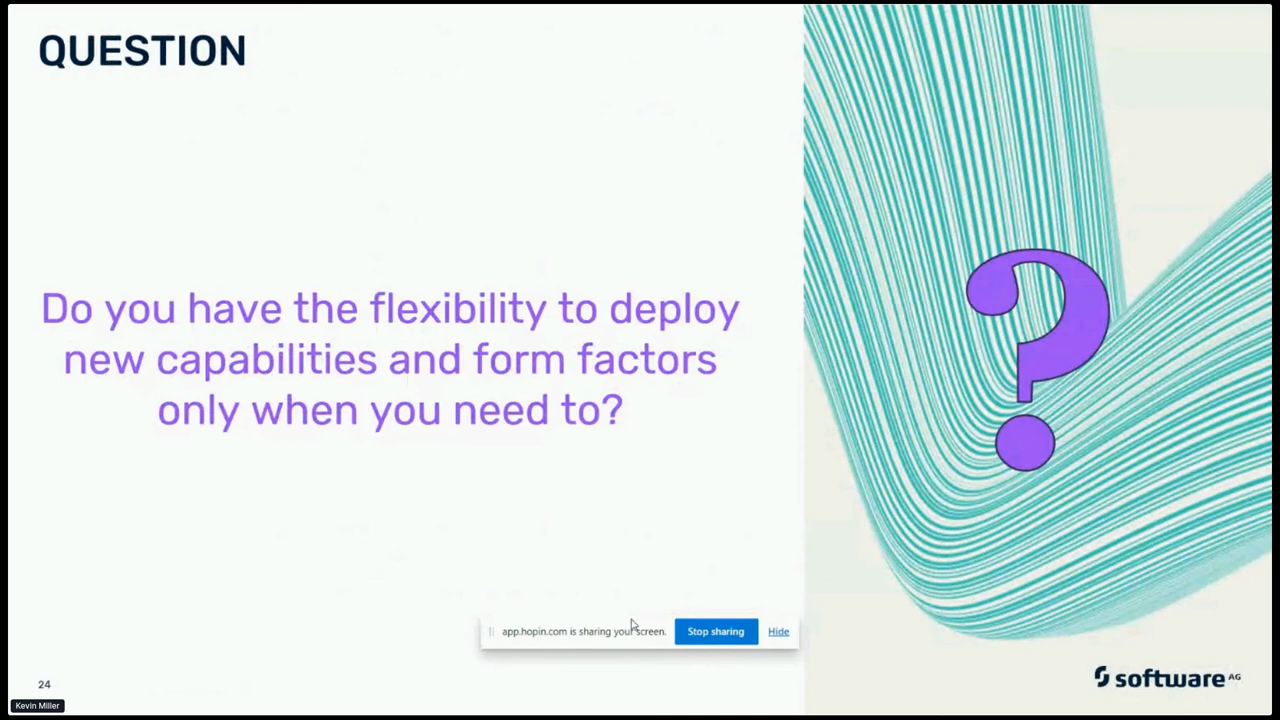 QUESTION
Do you have the flexibility to deploy
new capabilities and form factors
only when you need to?
?
app.hopin.com is sharing your screen.
Stop sharing
Hide
24
Kevin Miller
software AG